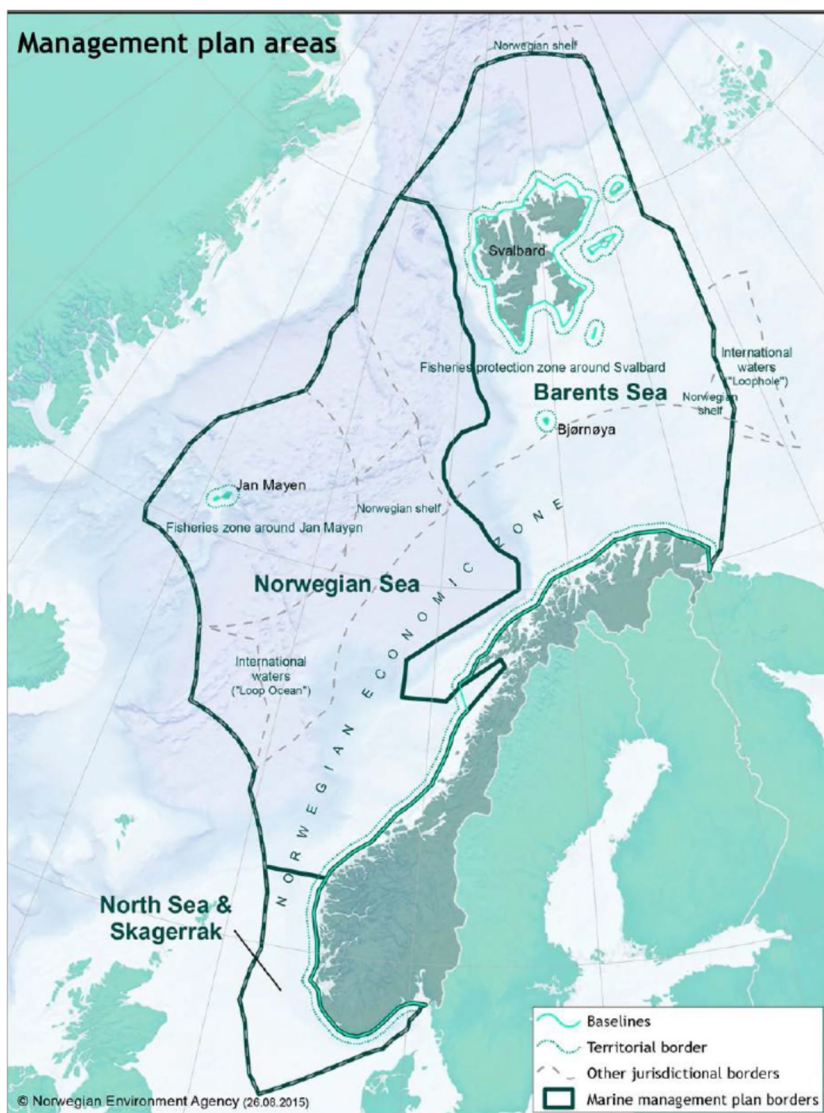 Management plan areas
Norwegian shelf
Svalbard
Fisheries protection zone around Svalbard
International
waters
("Loophole")
Barents Sea
Norwegian
shelf
Bjørnøya
Jan Mayen
Norwegian shelf
Fisheries zone around Jan Mayen
Norwegian Sea
International
waters
("Loop Ocean")
NORWEGIAN ECONOMIC ZONE
North Sea &
Skagerrak
Baselines
Territorial border
Other jurisdictional borders
Marine management plan borders
© Norwegian Environment Agency (26.08.2015)